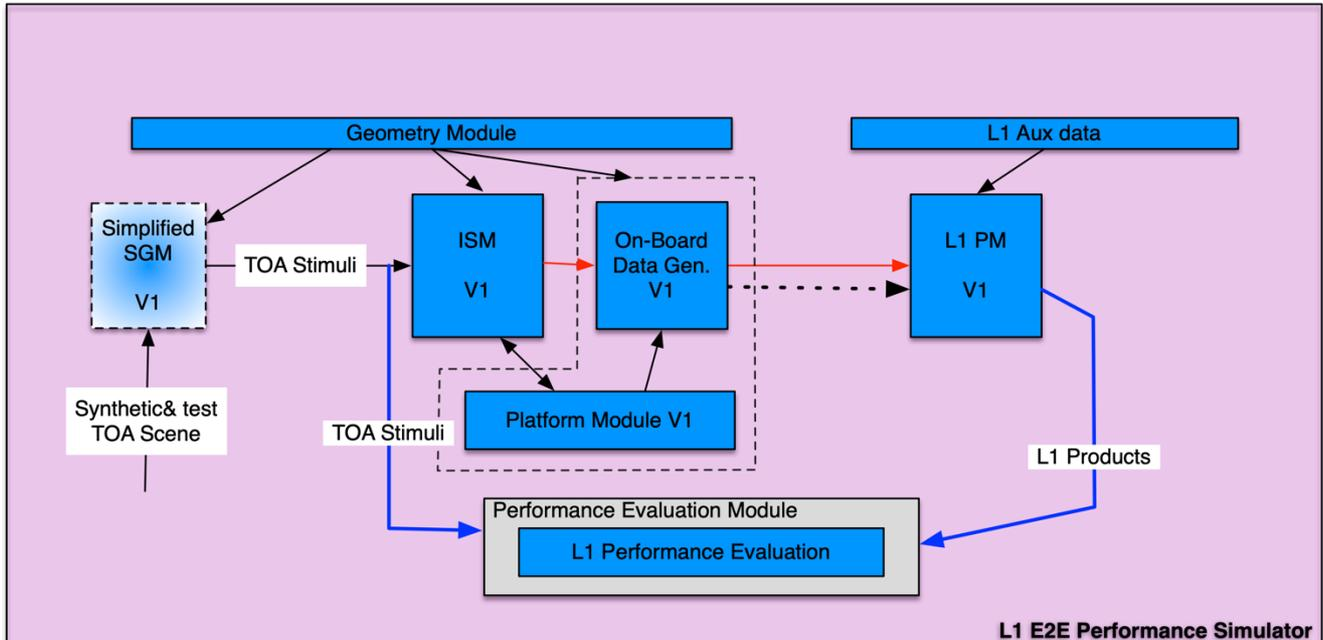 Geometry Module
L1 Aux data
Simplified
SGM
V1
TOA Stimuli
ISM
V1
On-Board
Data Gen.
V1
L1 PM
V1
Synthetic& test
TOA Scene
Platform Module V1
TOA Stimuli
L1 Products
Performance Evaluation Module
L1 Performance Evaluation
L1 E2E Performance Simulator